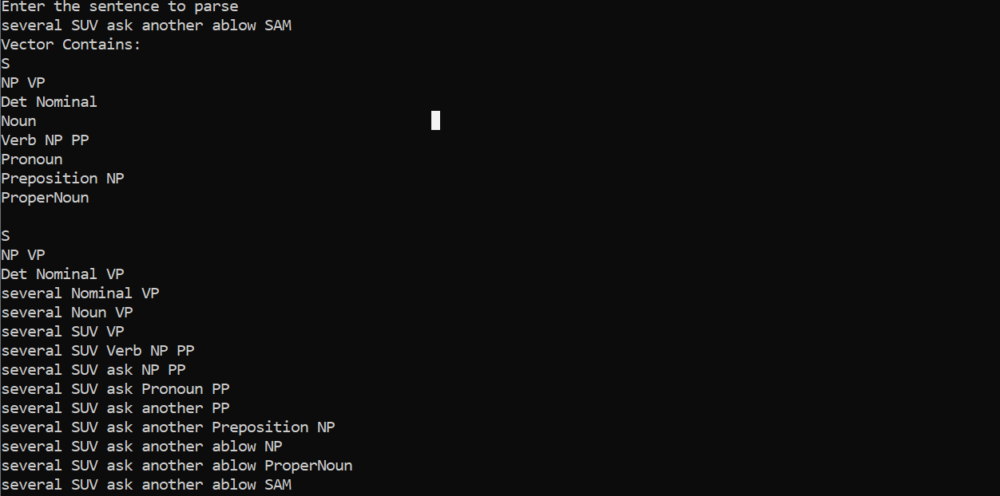 Enter the sentence to parse
several SUV ask another ablow SAM
Vector Contains:
S
NP VP
Det Nominal
Noun
Verb NP PP
Pronoun
Preposition NP
ProperNoun
S
NP VP
Det Nominal VP
several Nominal VP
several Noun VP
several SUV VP
several SUV Verb NP PP
several SUV ask NP PP
several SUV ask Pronoun PP
several SUV ask another PP
several SUV ask another Preposition NP
several SUV ask another ablow NP
several SUV ask another ablow ProperNoun
several SUV ask another ablow SAM